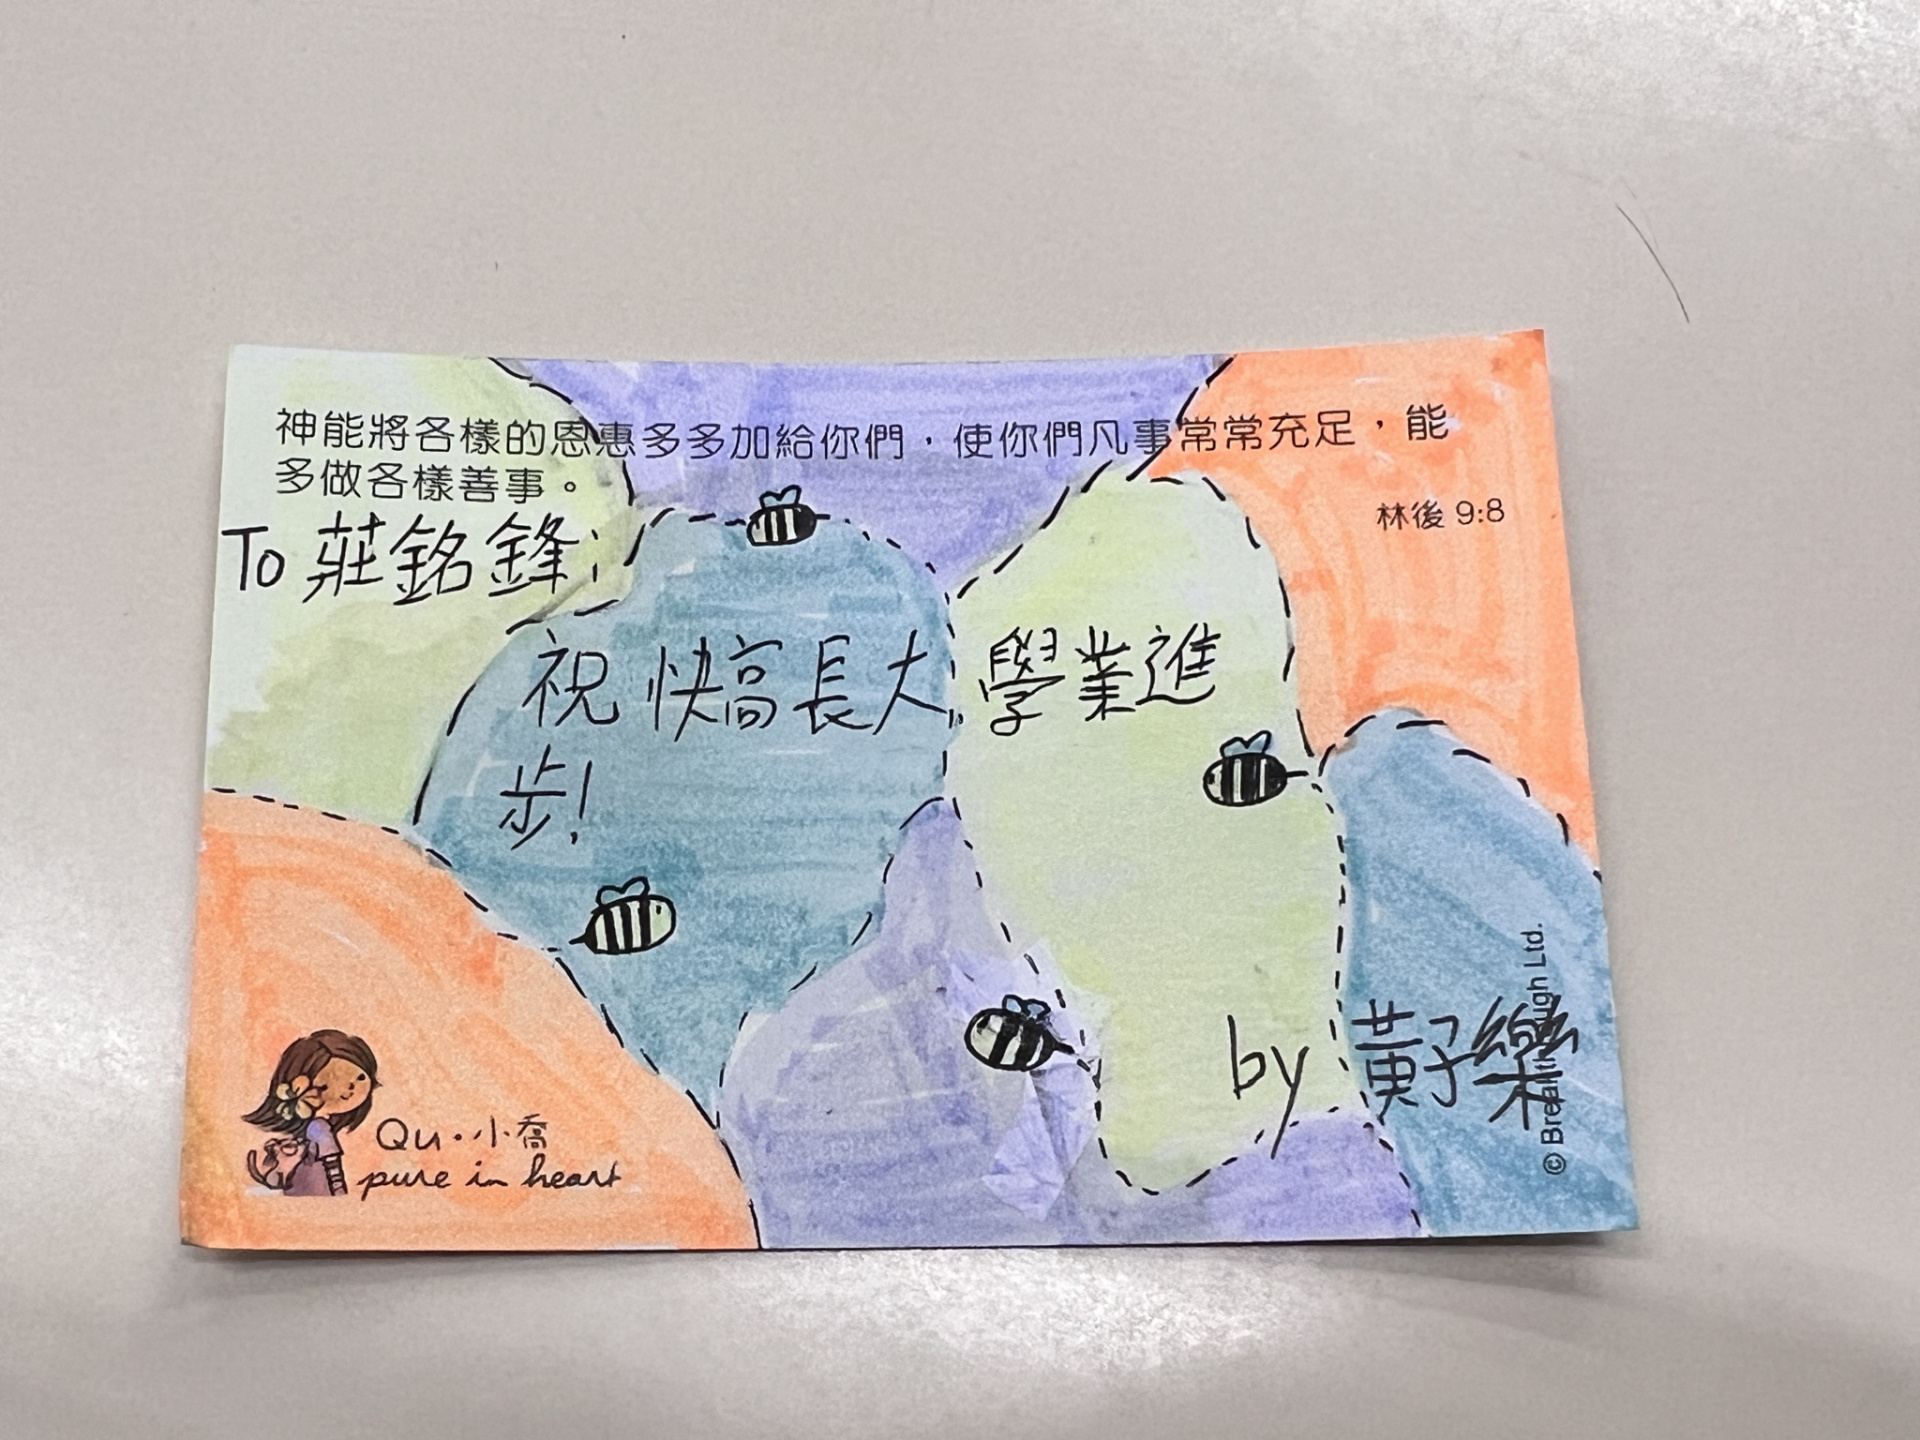 神能將各樣的恩惠多多加給你們，使你們凡事常常充足，能
多做各樣善事。
林後 9:8
To 莊銘鋒:
祝 快高長大, 學業進
步!
by 黃子樂
Qu·小喬
pure in heart
© Breakthrough Ltd.